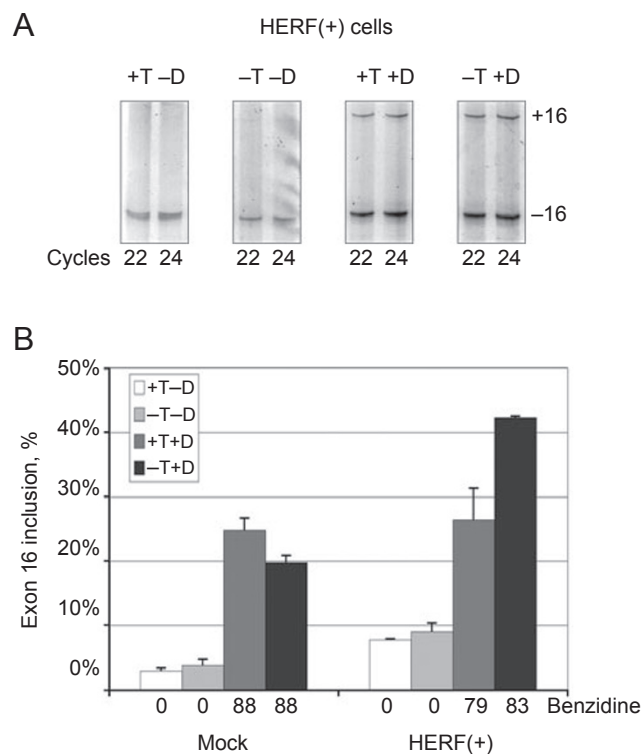 A
HERF(+) cells
+T –D –T –D +T +D –T +D
+16
–16
Cycles 22 24 22 24 22 24 22 24
B
50%
40%
30%
20%
10%
0%
Exon 16 inclusion, %
+T–D
–T–D
+T+D
–T+D
0 0 88 88 0 0 79 83 Benzidine
Mock HERF(+)